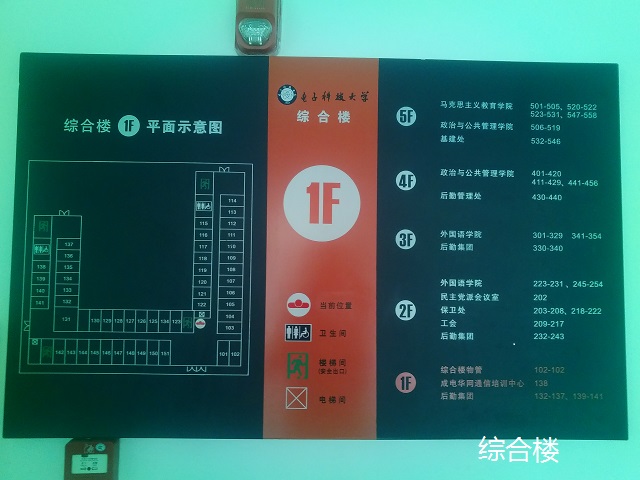 综合楼 1F 平面示意图
114
113
112
111
110
109
108
107
106
105
104
103
115
116
117
118
119
120
121
122
137
136
135
134
133
132
131
138
139
140
141
130 129 128 127 126 125 124 123
142 143 144 145 146 147 148 149 150 151
101 102
电子科技大学
综合楼
1F
当前位置
卫生间
楼梯间
(安全出口)
电梯间
5F
马克思主义教育学院 501-505、520-522
523-531、547-558
政治与公共管理学院 506-519
基建处 532-546
4F
政治与公共管理学院 401-420
411-429、441-456
后勤管理处 430-440
3F
外国语学院 301-329 341-354
后勤集团 330-340
2F
外国语学院 223-231、245-254
民主党派会议室 202
保卫处 203-208、218-222
工会 209-217
后勤集团 232-243
1F
综合楼物管 102-102
成电华网通信培训中心 138
后勤集团 132-137、139-141
综合楼